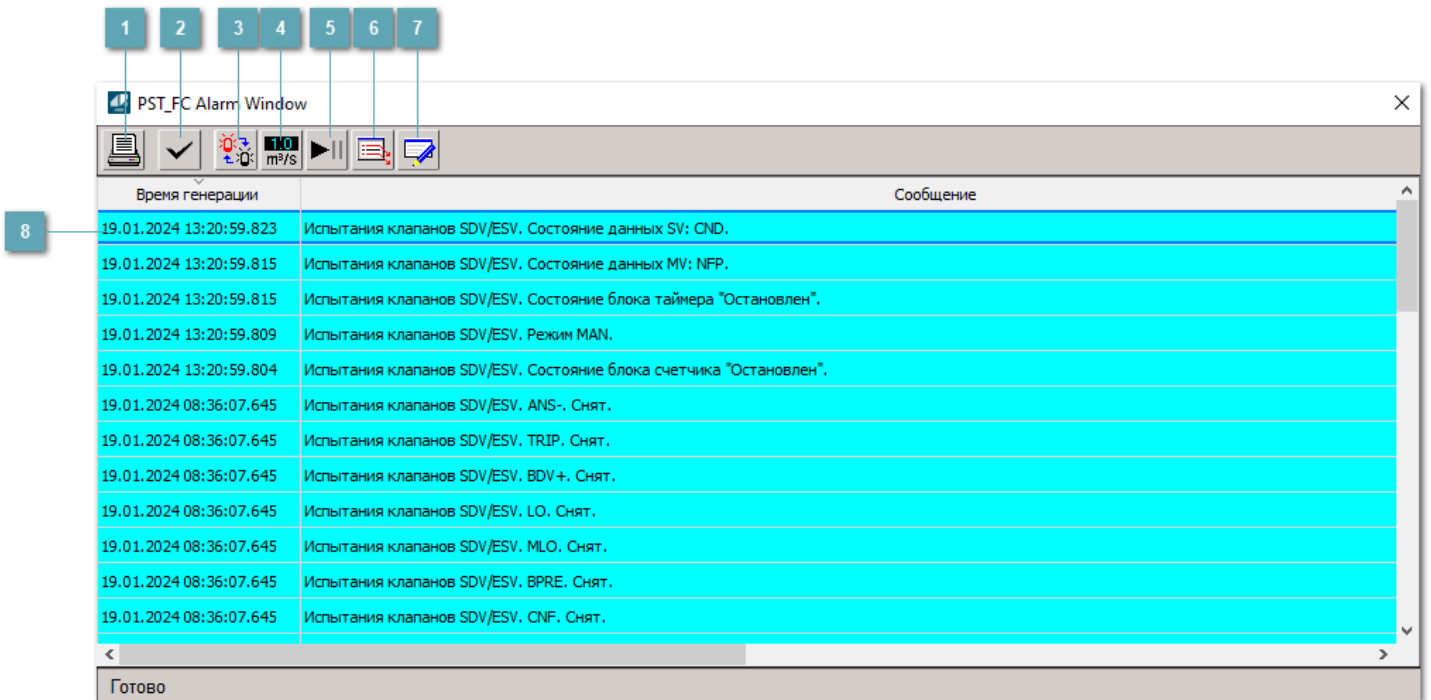 1 2 3 4 5 6 7
PST_FC Alarm Window
1.0
m³/s
Время генерации Сообщение
8
19.01.2024 13:20:59.823 Испытания клапанов SDV/ESV. Состояние данных SV: CND.
19.01.2024 13:20:59.815 Испытания клапанов SDV/ESV. Состояние данных MV: NFP.
19.01.2024 13:20:59.815 Испытания клапанов SDV/ESV. Состояние блока таймера "Остановлен".
19.01.2024 13:20:59.809 Испытания клапанов SDV/ESV. Режим MAN.
19.01.2024 13:20:59.804 Испытания клапанов SDV/ESV. Состояние блока счетчика "Остановлен".
19.01.2024 08:36:07.645 Испытания клапанов SDV/ESV. ANS-. Снят.
19.01.2024 08:36:07.645 Испытания клапанов SDV/ESV. TRIP. Снят.
19.01.2024 08:36:07.645 Испытания клапанов SDV/ESV. BDV+. Снят.
19.01.2024 08:36:07.645 Испытания клапанов SDV/ESV. LO. Снят.
19.01.2024 08:36:07.645 Испытания клапанов SDV/ESV. MLO. Снят.
19.01.2024 08:36:07.645 Испытания клапанов SDV/ESV. BPRE. Снят.
19.01.2024 08:36:07.645 Испытания клапанов SDV/ESV. CNF. Снят.
Готово